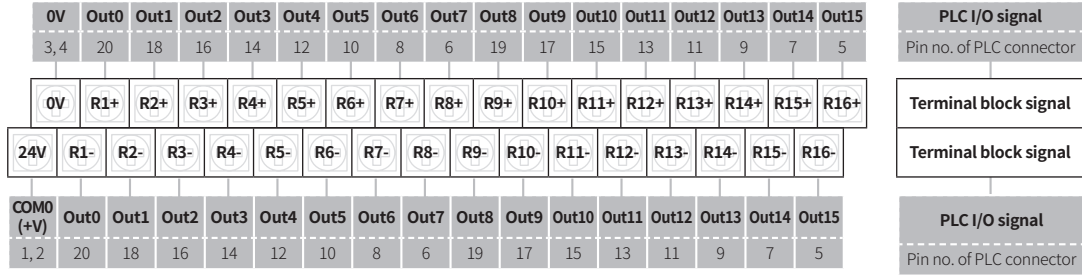 0V Out0 Out1 Out2 Out3 Out4 Out5 Out6 Out7 Out8 Out9 Out10 Out11 Out12 Out13 Out14 Out15 PLC I/O signal
3, 4 20 18 16 14 12 10 8 6 19 17 15 13 11 9 7 5 Pin no. of PLC connector
0V R1+ R2+ R3+ R4+ R5+ R6+ R7+ R8+ R9+ R10+ R11+ R12+ R13+ R14+ R15+ R16+ Terminal block signal
24V R1- R2- R3- R4- R5- R6- R7- R8- R9- R10- R11- R12- R13- R14- R15- R16- Terminal block signal
COM0 (+V) Out0 Out1 Out2 Out3 Out4 Out5 Out6 Out7 Out8 Out9 Out10 Out11 Out12 Out13 Out14 Out15 PLC I/O signal
1, 2 20 18 16 14 12 10 8 6 19 17 15 13 11 9 7 5 Pin no. of PLC connector